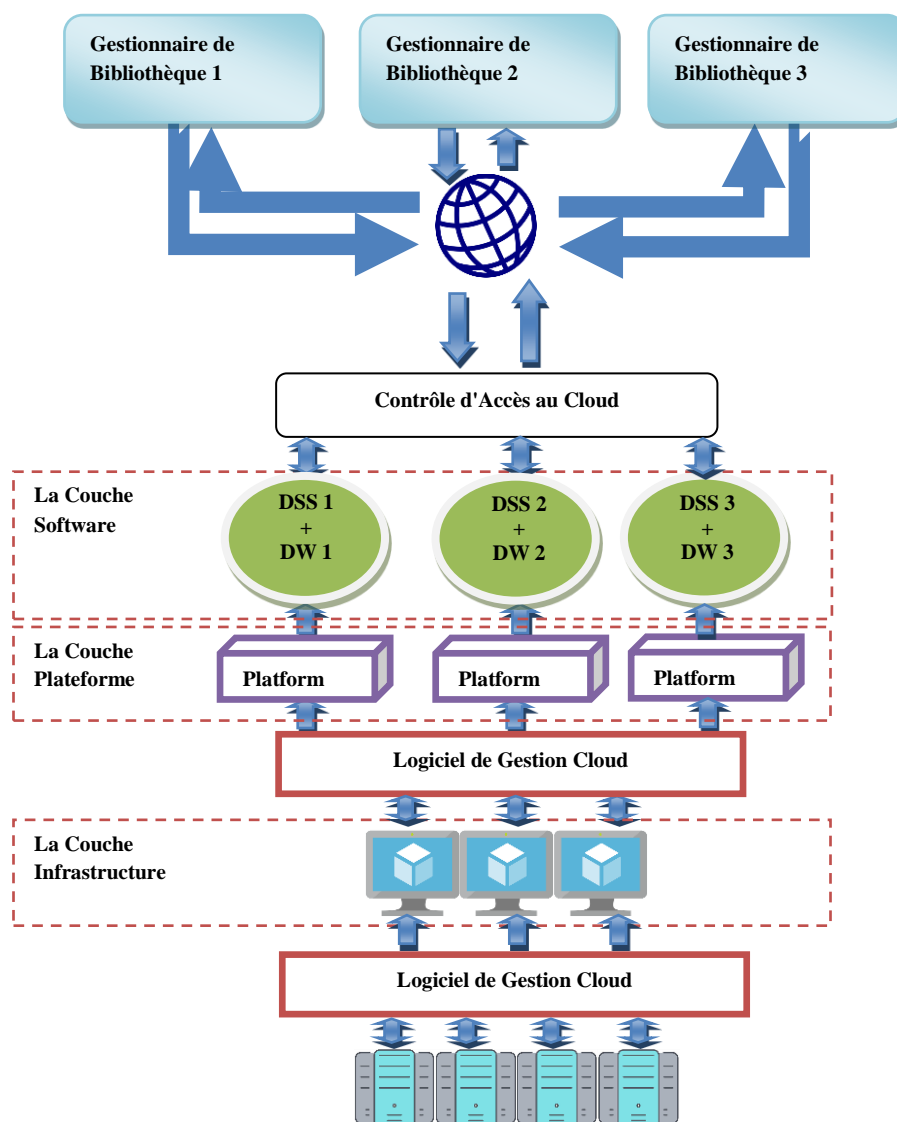 Gestionnaire de
Bibliothèque 1
Gestionnaire de
Bibliothèque 2
Gestionnaire de
Bibliothèque 3
Contrôle d'Accès au Cloud
La Couche
Software
DSS 1
+
DW 1
DSS 2
+
DW 2
DSS 3
+
DW 3
La Couche
Plateforme
Platform
Platform
Platform
Logiciel de Gestion Cloud
La Couche
Infrastructure
Logiciel de Gestion Cloud